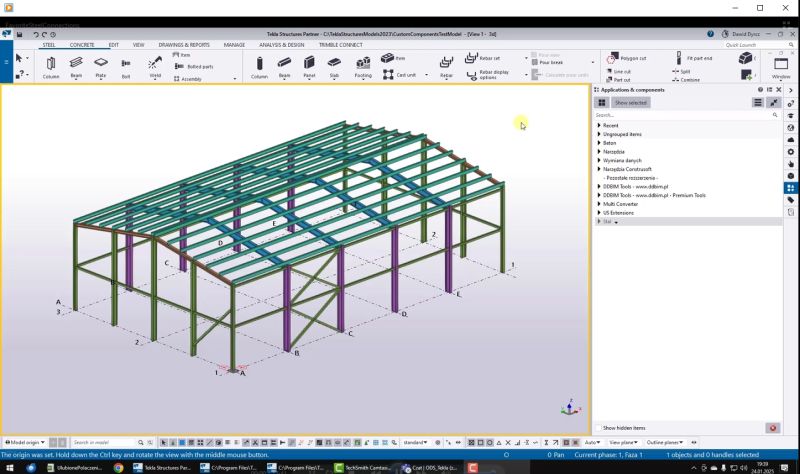 FavoriteSteelConnections
Tekla Structures Partner - C:\TeklaStructuresModels2023\CustomComponentsTestModel - [View 1 - 3d]
Dawid Dyrcz
STEEL CONCRETE EDIT VIEW DRAWINGS & REPORTS MANAGE ANALYSIS & DESIGN TRIMBLE CONNECT
Quick Launch
Column Beam Plate Bolt Weld
Item
Bolted parts
Assembly
Column Beam Panel Slab Footing
Item
Cast unit
Rebar
Rebar set
Rebar display options
Pour view
Pour break
Calculate pour units
Polygon cut
Line cut
Part cut
Fit part end
Split
Combine
Window
Applications & components
Show selected
Search...
Recent
Ungrouped items
Beton
Narzędzia
Wymiana danych
Narzędzia Construsoft
- Pozostałe rozszerzenia -
DDBIM Tools - www.ddbim.pl
DDBIM Tools - www.ddbim.pl - Premium Tools
Multi Converter
US Extensions
Stal
E
D
C
2
1
A
3
E
D
2
C
B
1
A
Z
Show hidden items
Model origin
Search in model
standard
Auto
View plane
Outline planes
The origin was set. Hold down the Ctrl key and rotate the view with the middle mouse button.
O
0 Pan
Current phase: 1, Faza 1
1 objects and 0 handles selected
UlubionePolaczeni...
Tekla Structures Par...
C:\Program Files\T...
C:\Program Files\T...
C:\Program Files\T...
TechSmith Camtas...
Czat | ODS_Tekla (z...
Recording...
19:39
24.01.2025